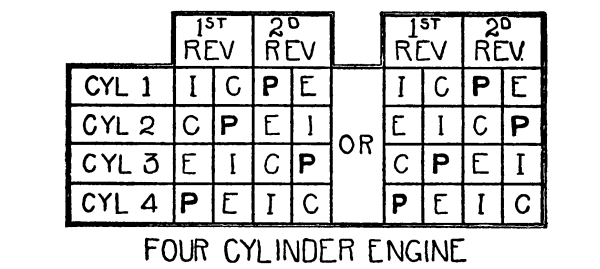 1ST REV 2D REV 1ST REV 2D REV.
CYL 1 I C P E I C P E
CYL 2 C P E I E I C P
OR
CYL 3 E I C P C P E I
CYL 4 P E I C P E I C
FOUR CYLINDER ENGINE